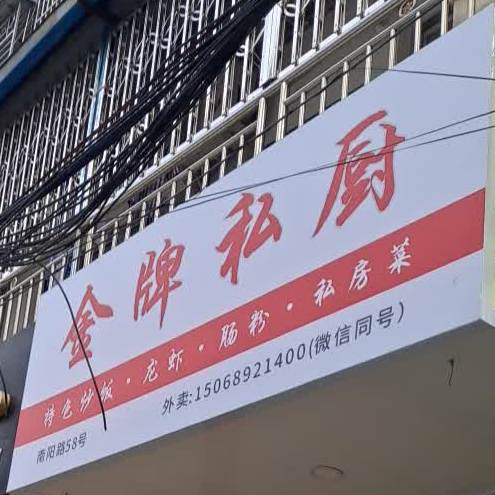 金牌私厨
特色炒饭·龙虾·肠粉·私房菜
外卖:15068921400(微信同号)
南阳路58号